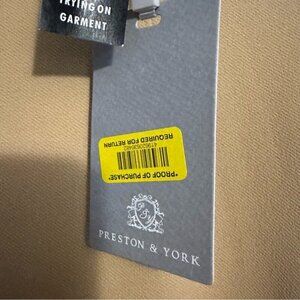 TRYING ON
GARMENT
*PROOF OF PURCHASE*
REQUIRED FOR RETURN
PRESTON & YORK